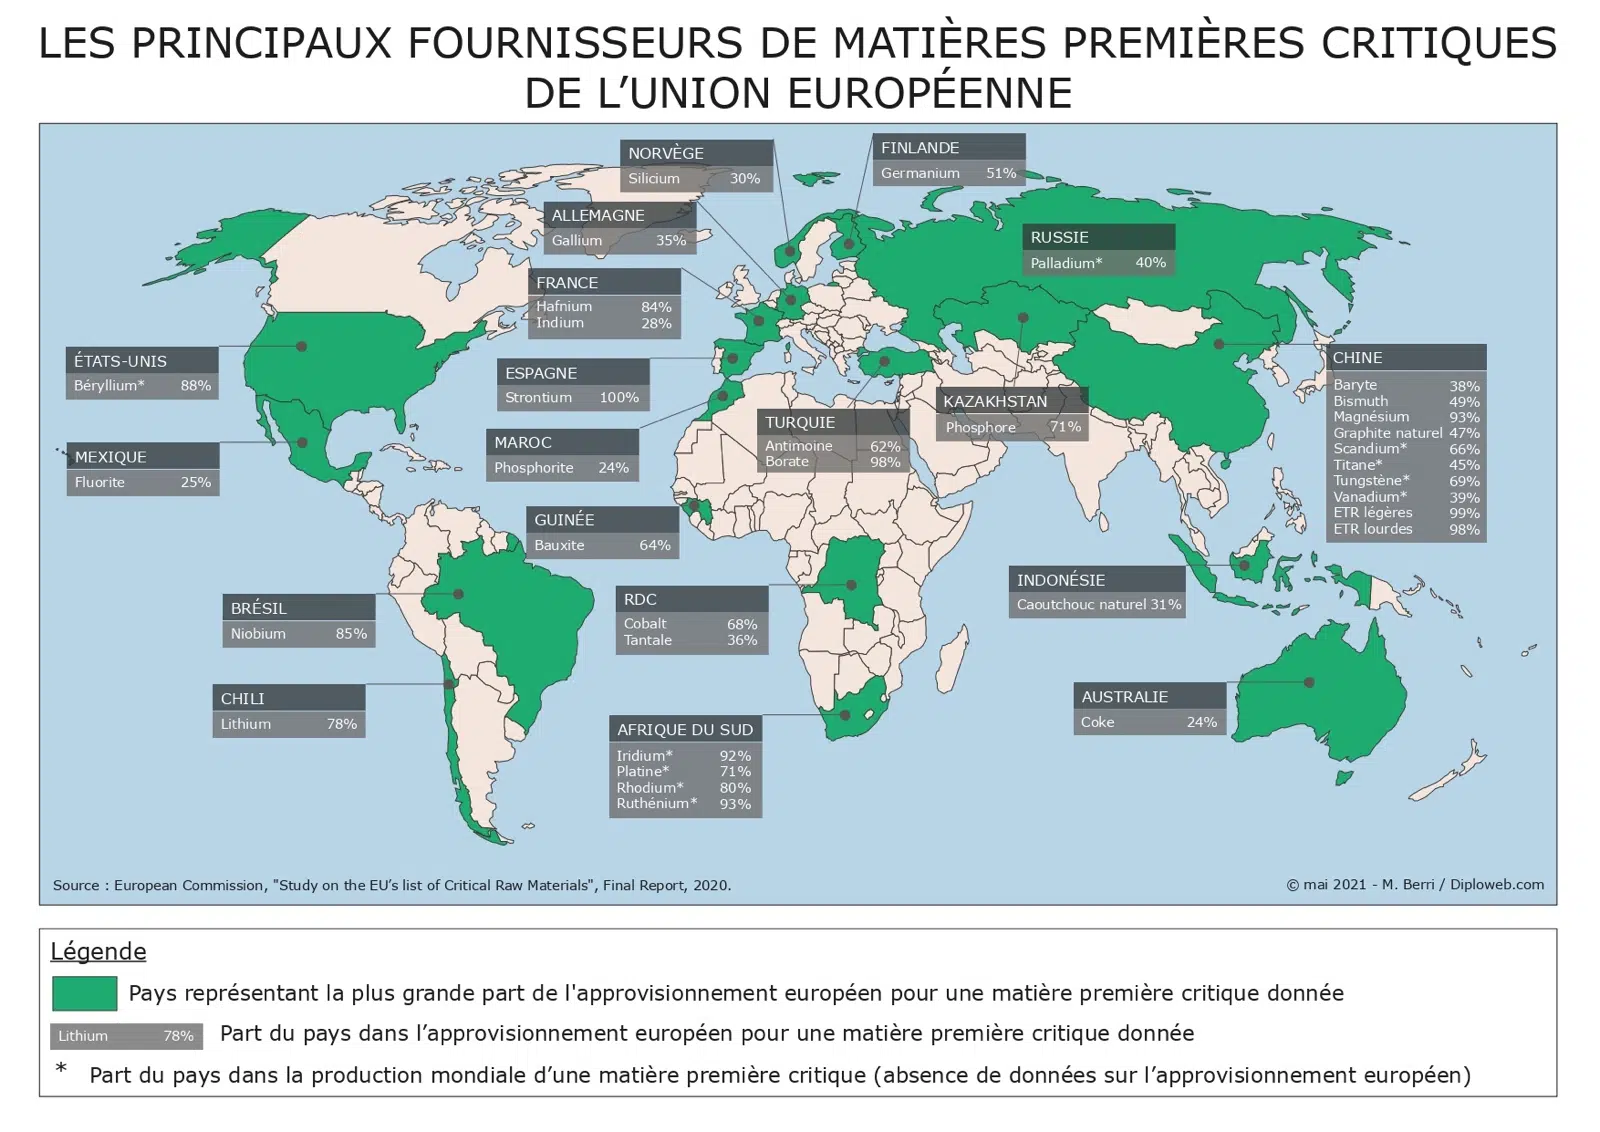 LES PRINCIPAUX FOURNISSEURS DE MATIÈRES PREMIÈRES CRITIQUES
DE L’UNION EUROPÉENNE
NORVÈGE
Silicium 30%
FINLANDE
Germanium 51%
ALLEMAGNE
Gallium 35%
RUSSIE
Palladium* 40%
FRANCE
Hafnium 84%
Indium 28%
ÉTATS-UNIS
Béryllium* 88%
ESPAGNE
Strontium 100%
CHINE
Baryte 38%
Bismuth 49%
Magnésium 93%
Graphite naturel 47%
Scandium* 66%
Titane* 45%
Tungstène* 69%
Vanadium* 39%
ETR légères 99%
ETR lourdes 98%
KAZAKHSTAN
Phosphore 71%
TURQUIE
Antimoine 62%
Borate 98%
MAROC
Phosphorite 24%
MEXIQUE
Fluorite 25%
GUINÉE
Bauxite 64%
INDONÉSIE
Caoutchouc naturel 31%
RDC
Cobalt 68%
Tantale 36%
BRÉSIL
Niobium 85%
CHILI
Lithium 78%
AUSTRALIE
Coke 24%
AFRIQUE DU SUD
Iridium* 92%
Platine* 71%
Rhodium* 80%
Ruthénium* 93%
Source : European Commission, "Study on the EU’s list of Critical Raw Materials", Final Report, 2020.
© mai 2021 - M. Berri / Diploweb.com
Légende
Pays représentant la plus grande part de l'approvisionnement européen pour une matière première critique donnée
Lithium 78% Part du pays dans l’approvisionnement européen pour une matière première critique donnée
* Part du pays dans la production mondiale d’une matière première critique (absence de données sur l’approvisionnement européen)